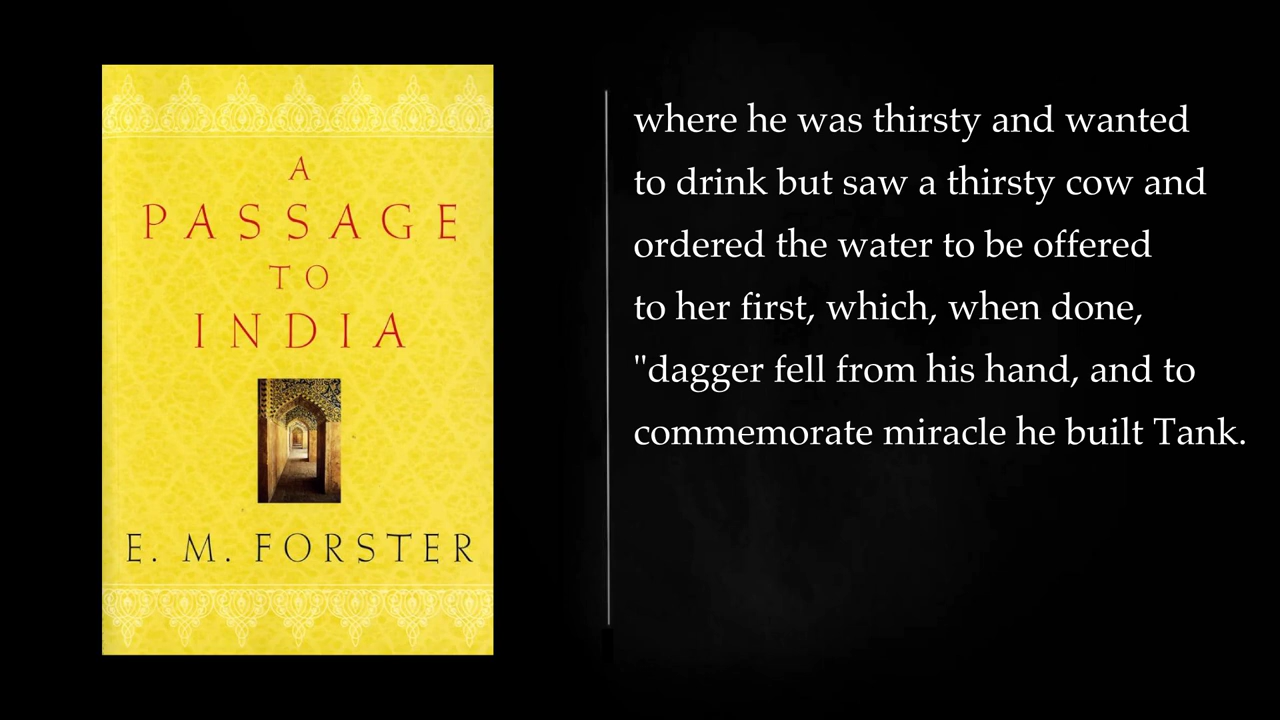 A
PASSAGE
TO
INDIA
E. M. FORSTER
where he was thirsty and wanted
to drink but saw a thirsty cow and
ordered the water to be offered
to her first, which, when done,
"dagger fell from his hand, and to
commemorate miracle he built Tank.